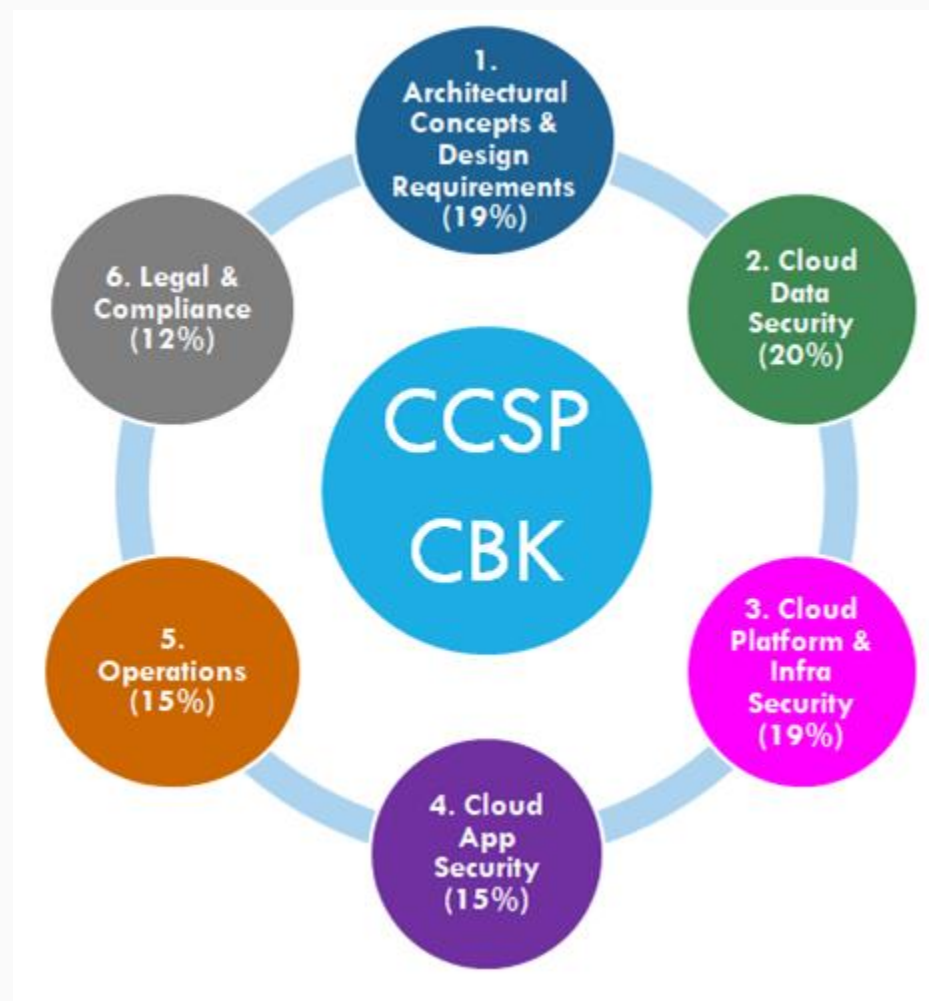 1.
Architectural
Concepts &
Design
Requirements
(19%)
2. Cloud
Data
Security
(20%)
3. Cloud
Platform &
Infra
Security
(19%)
4. Cloud
App
Security
(15%)
5.
Operations
(15%)
6. Legal &
Compliance
(12%)
CCSP
CBK